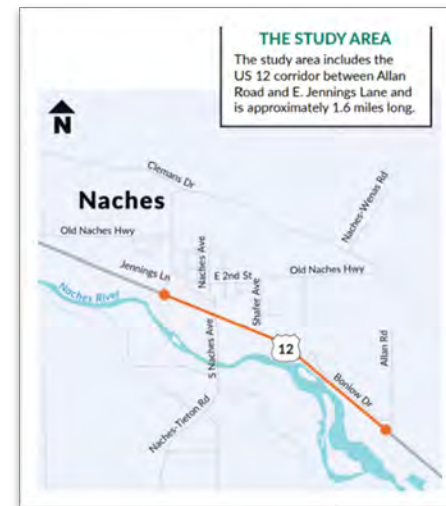 THE STUDY AREA
The study area includes the
US 12 corridor between Allan
Road and E. Jennings Lane and
is approximately 1.6 miles long.
N
Clemans Dr
Naches
Naches-Wenas Rd
Old Naches Hwy
Naches Ave
Jennings Ln
E 2nd St
Old Naches Hwy
Naches River
Shafer Ave
S Naches Ave
12
Allan Rd
Bonlow Dr
Naches-Tieton Rd